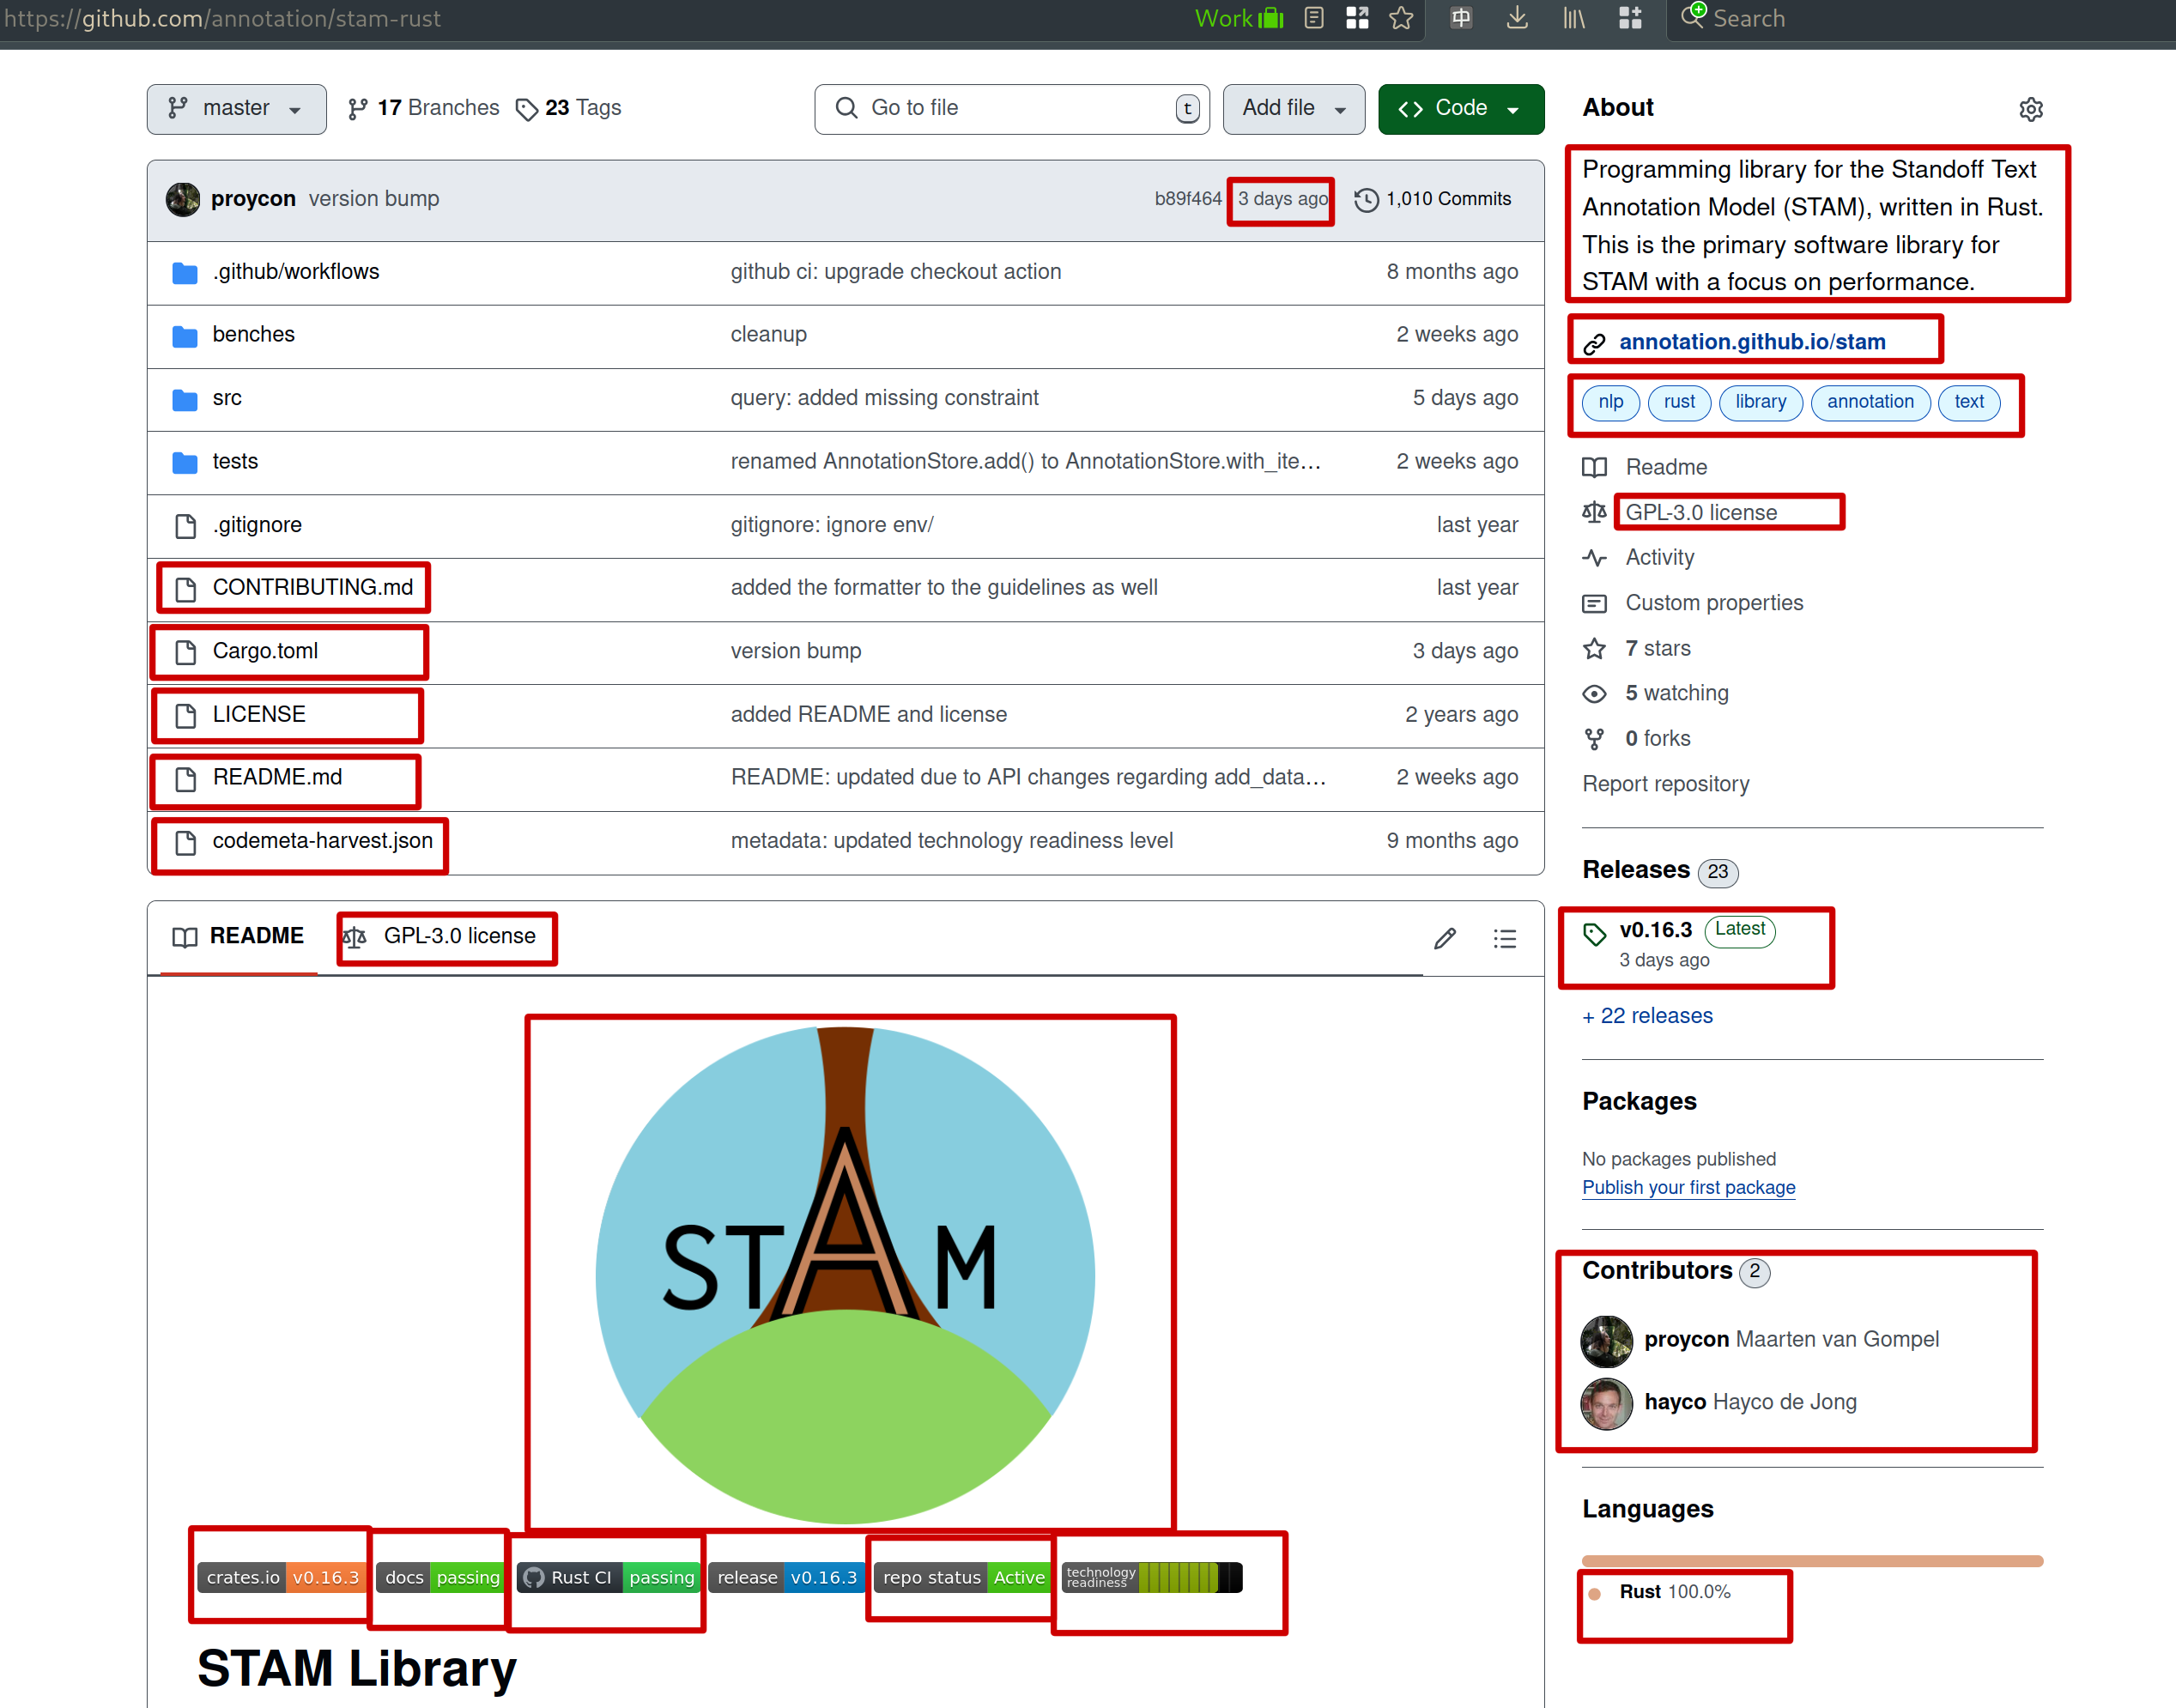 https://github.com/annotation/stam-rust
Work
Search
master
17 Branches
23 Tags
Go to file
t
Add file
Code
proycon version bump
b89f464
3 days ago
1,010 Commits
.github/workflows
github ci: upgrade checkout action
8 months ago
benches
cleanup
2 weeks ago
src
query: added missing constraint
5 days ago
tests
renamed AnnotationStore.add() to AnnotationStore.with_ite…
2 weeks ago
.gitignore
gitignore: ignore env/
last year
CONTRIBUTING.md
added the formatter to the guidelines as well
last year
Cargo.toml
version bump
3 days ago
LICENSE
added README and license
2 years ago
README.md
README: updated due to API changes regarding add_data…
2 weeks ago
codemeta-harvest.json
metadata: updated technology readiness level
9 months ago
README
GPL-3.0 license
STAM
crates.io v0.16.3
docs passing
Rust CI passing
release v0.16.3
repo status Active
technology
readiness
STAM Library
About
Programming library for the Standoff Text
Annotation Model (STAM), written in Rust.
This is the primary software library for
STAM with a focus on performance.
annotation.github.io/stam
nlp
rust
library
annotation
text
Readme
GPL-3.0 license
Activity
Custom properties
7 stars
5 watching
0 forks
Report repository
Releases 23
v0.16.3 Latest
3 days ago
+ 22 releases
Packages
No packages published
Publish your first package
Contributors 2
proycon Maarten van Gompel
hayco Hayco de Jong
Languages
Rust 100.0%